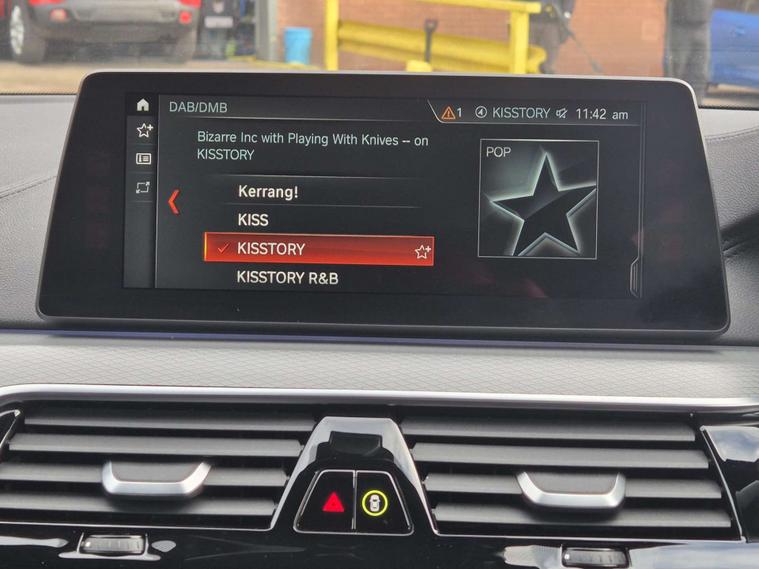 DAB/DMB
1 KISSTORY 11:42 am
Bizarre Inc with Playing With Knives -- on
KISSTORY
POP
Kerrang!
KISS
KISSTORY
KISSTORY R&B